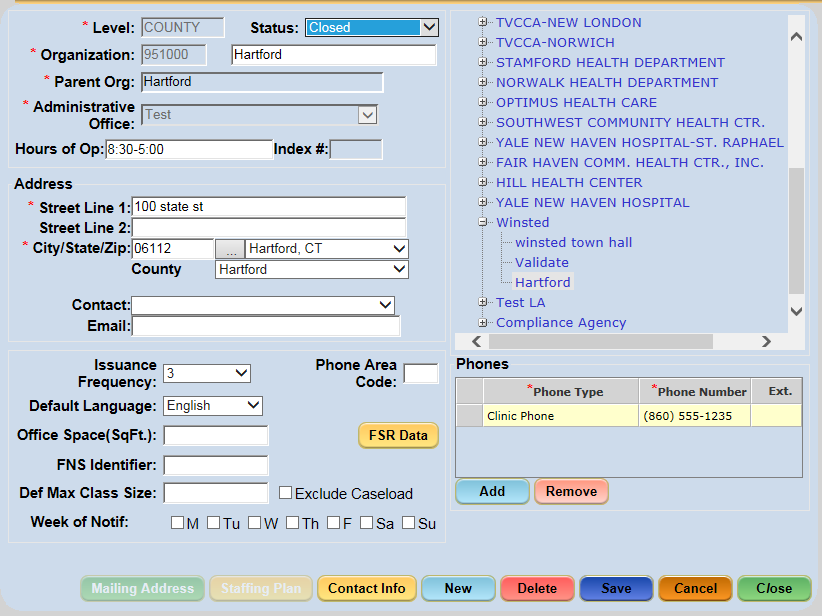 * Level: COUNTY Status: Closed
* Organization: 951000 Hartford
* Parent Org: Hartford
* Administrative
Office: Test
Hours of Op: 8:30-5:00 Index #:
Address
* Street Line 1: 100 state st
Street Line 2:
* City/State/Zip: 06112 ... Hartford, CT
County Hartford
Contact:
Email:
Issuance
Frequency: 3
Phone Area
Code:
Default Language: English
Office Space(SqFt.):
FSR Data
FNS Identifier:
Def Max Class Size:
Exclude Caseload
Week of Notif: M Tu W Th F Sa Su
TVCCA-NEW LONDON
TVCCA-NORWICH
STAMFORD HEALTH DEPARTMENT
NORWALK HEALTH DEPARTMENT
OPTIMUS HEALTH CARE
SOUTHWEST COMMUNITY HEALTH CTR.
YALE NEW HAVEN HOSPITAL-ST. RAPHAEL
FAIR HAVEN COMM. HEALTH CTR., INC.
HILL HEALTH CENTER
YALE NEW HAVEN HOSPITAL
Winsted
winsted town hall
Validate
Hartford
Test LA
Compliance Agency
Phones
*Phone Type *Phone Number Ext.
Clinic Phone (860) 555-1235
Add Remove
Mailing Address Staffing Plan Contact Info New Delete Save Cancel Close